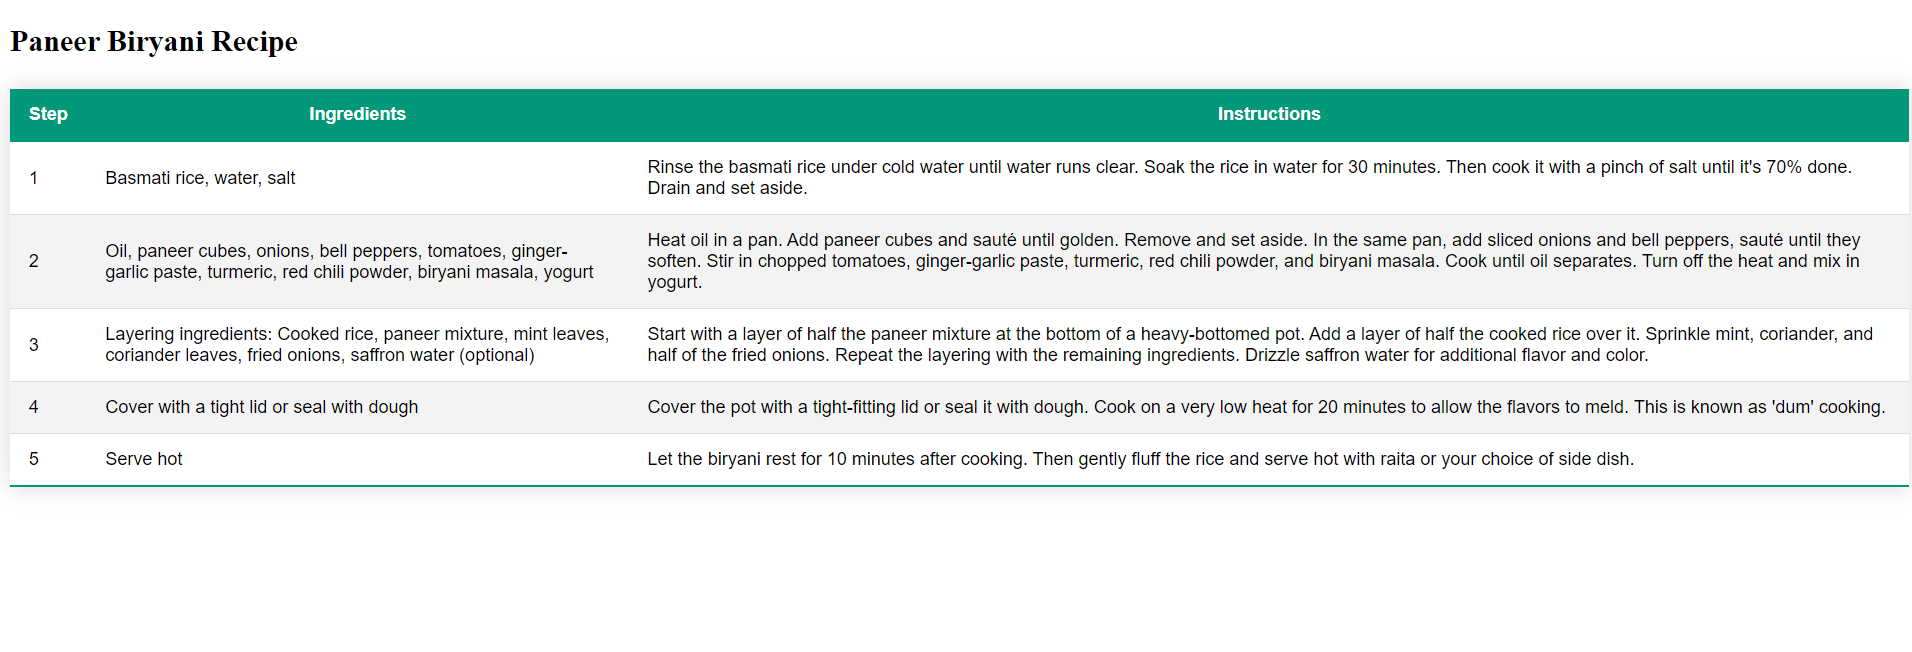 Paneer Biryani Recipe
Step Ingredients Instructions
1 Basmati rice, water, salt Rinse the basmati rice under cold water until water runs clear. Soak the rice in water for 30 minutes. Then cook it with a pinch of salt until it's 70% done.
Drain and set aside.
2 Oil, paneer cubes, onions, bell peppers, tomatoes, ginger-
garlic paste, turmeric, red chili powder, biryani masala, yogurt
Heat oil in a pan. Add paneer cubes and sauté until golden. Remove and set aside. In the same pan, add sliced onions and bell peppers, sauté until they
soften. Stir in chopped tomatoes, ginger-garlic paste, turmeric, red chili powder, and biryani masala. Cook until oil separates. Turn off the heat and mix in
yogurt.
3 Layering ingredients: Cooked rice, paneer mixture, mint leaves,
coriander leaves, fried onions, saffron water (optional)
Start with a layer of half the paneer mixture at the bottom of a heavy-bottomed pot. Add a layer of half the cooked rice over it. Sprinkle mint, coriander, and
half of the fried onions. Repeat the layering with the remaining ingredients. Drizzle saffron water for additional flavor and color.
4 Cover with a tight lid or seal with dough Cover the pot with a tight-fitting lid or seal it with dough. Cook on a very low heat for 20 minutes to allow the flavors to meld. This is known as 'dum' cooking.
5 Serve hot Let the biryani rest for 10 minutes after cooking. Then gently fluff the rice and serve hot with raita or your choice of side dish.